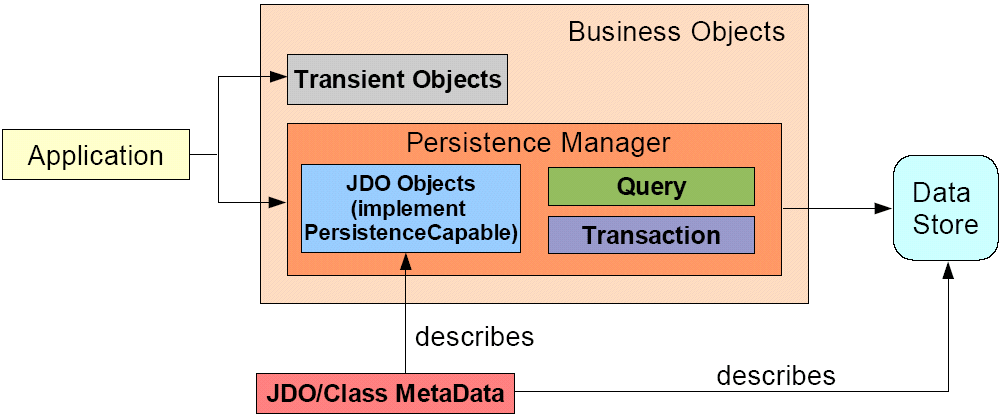 Business Objects
Transient Objects
Application
Persistence Manager
JDO Objects
(implement
PersistenceCapable)
Query
Transaction
Data
Store
describes
describes
JDO/Class MetaData